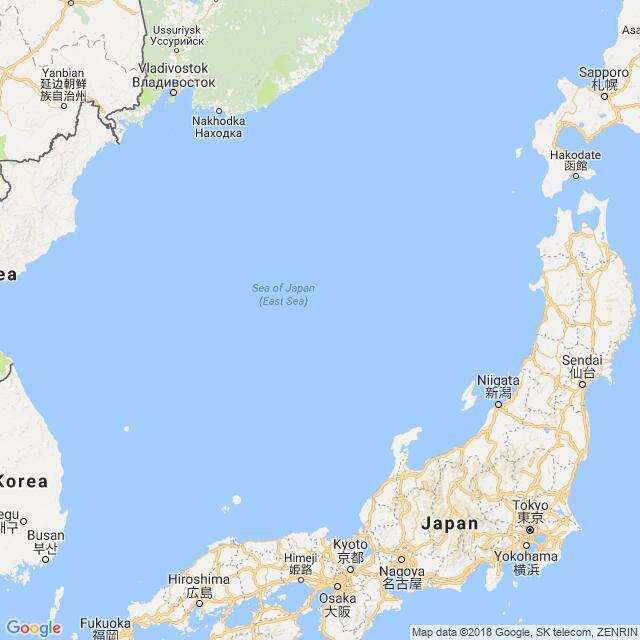 Ussuriysk
Уссурийск
Asa
Yanbian
延边朝鲜
族自治州
Vladivostok
Владивосток
Sapporo
札幌
Nakhodka
Находка
Hakodate
函館
ea
Sea of Japan
(East Sea)
Sendai
仙台
Niigata
新潟
Korea
egu
대구
Busan
부산
Tokyo
東京
Japan
Kyoto
京都
Yokohama
横浜
Himeji
姫路
Nagoya
名古屋
Hiroshima
広島
Osaka
大阪
Fukuoka
福岡
Google
Map data ©2018 Google, SK telecom, ZENRIN